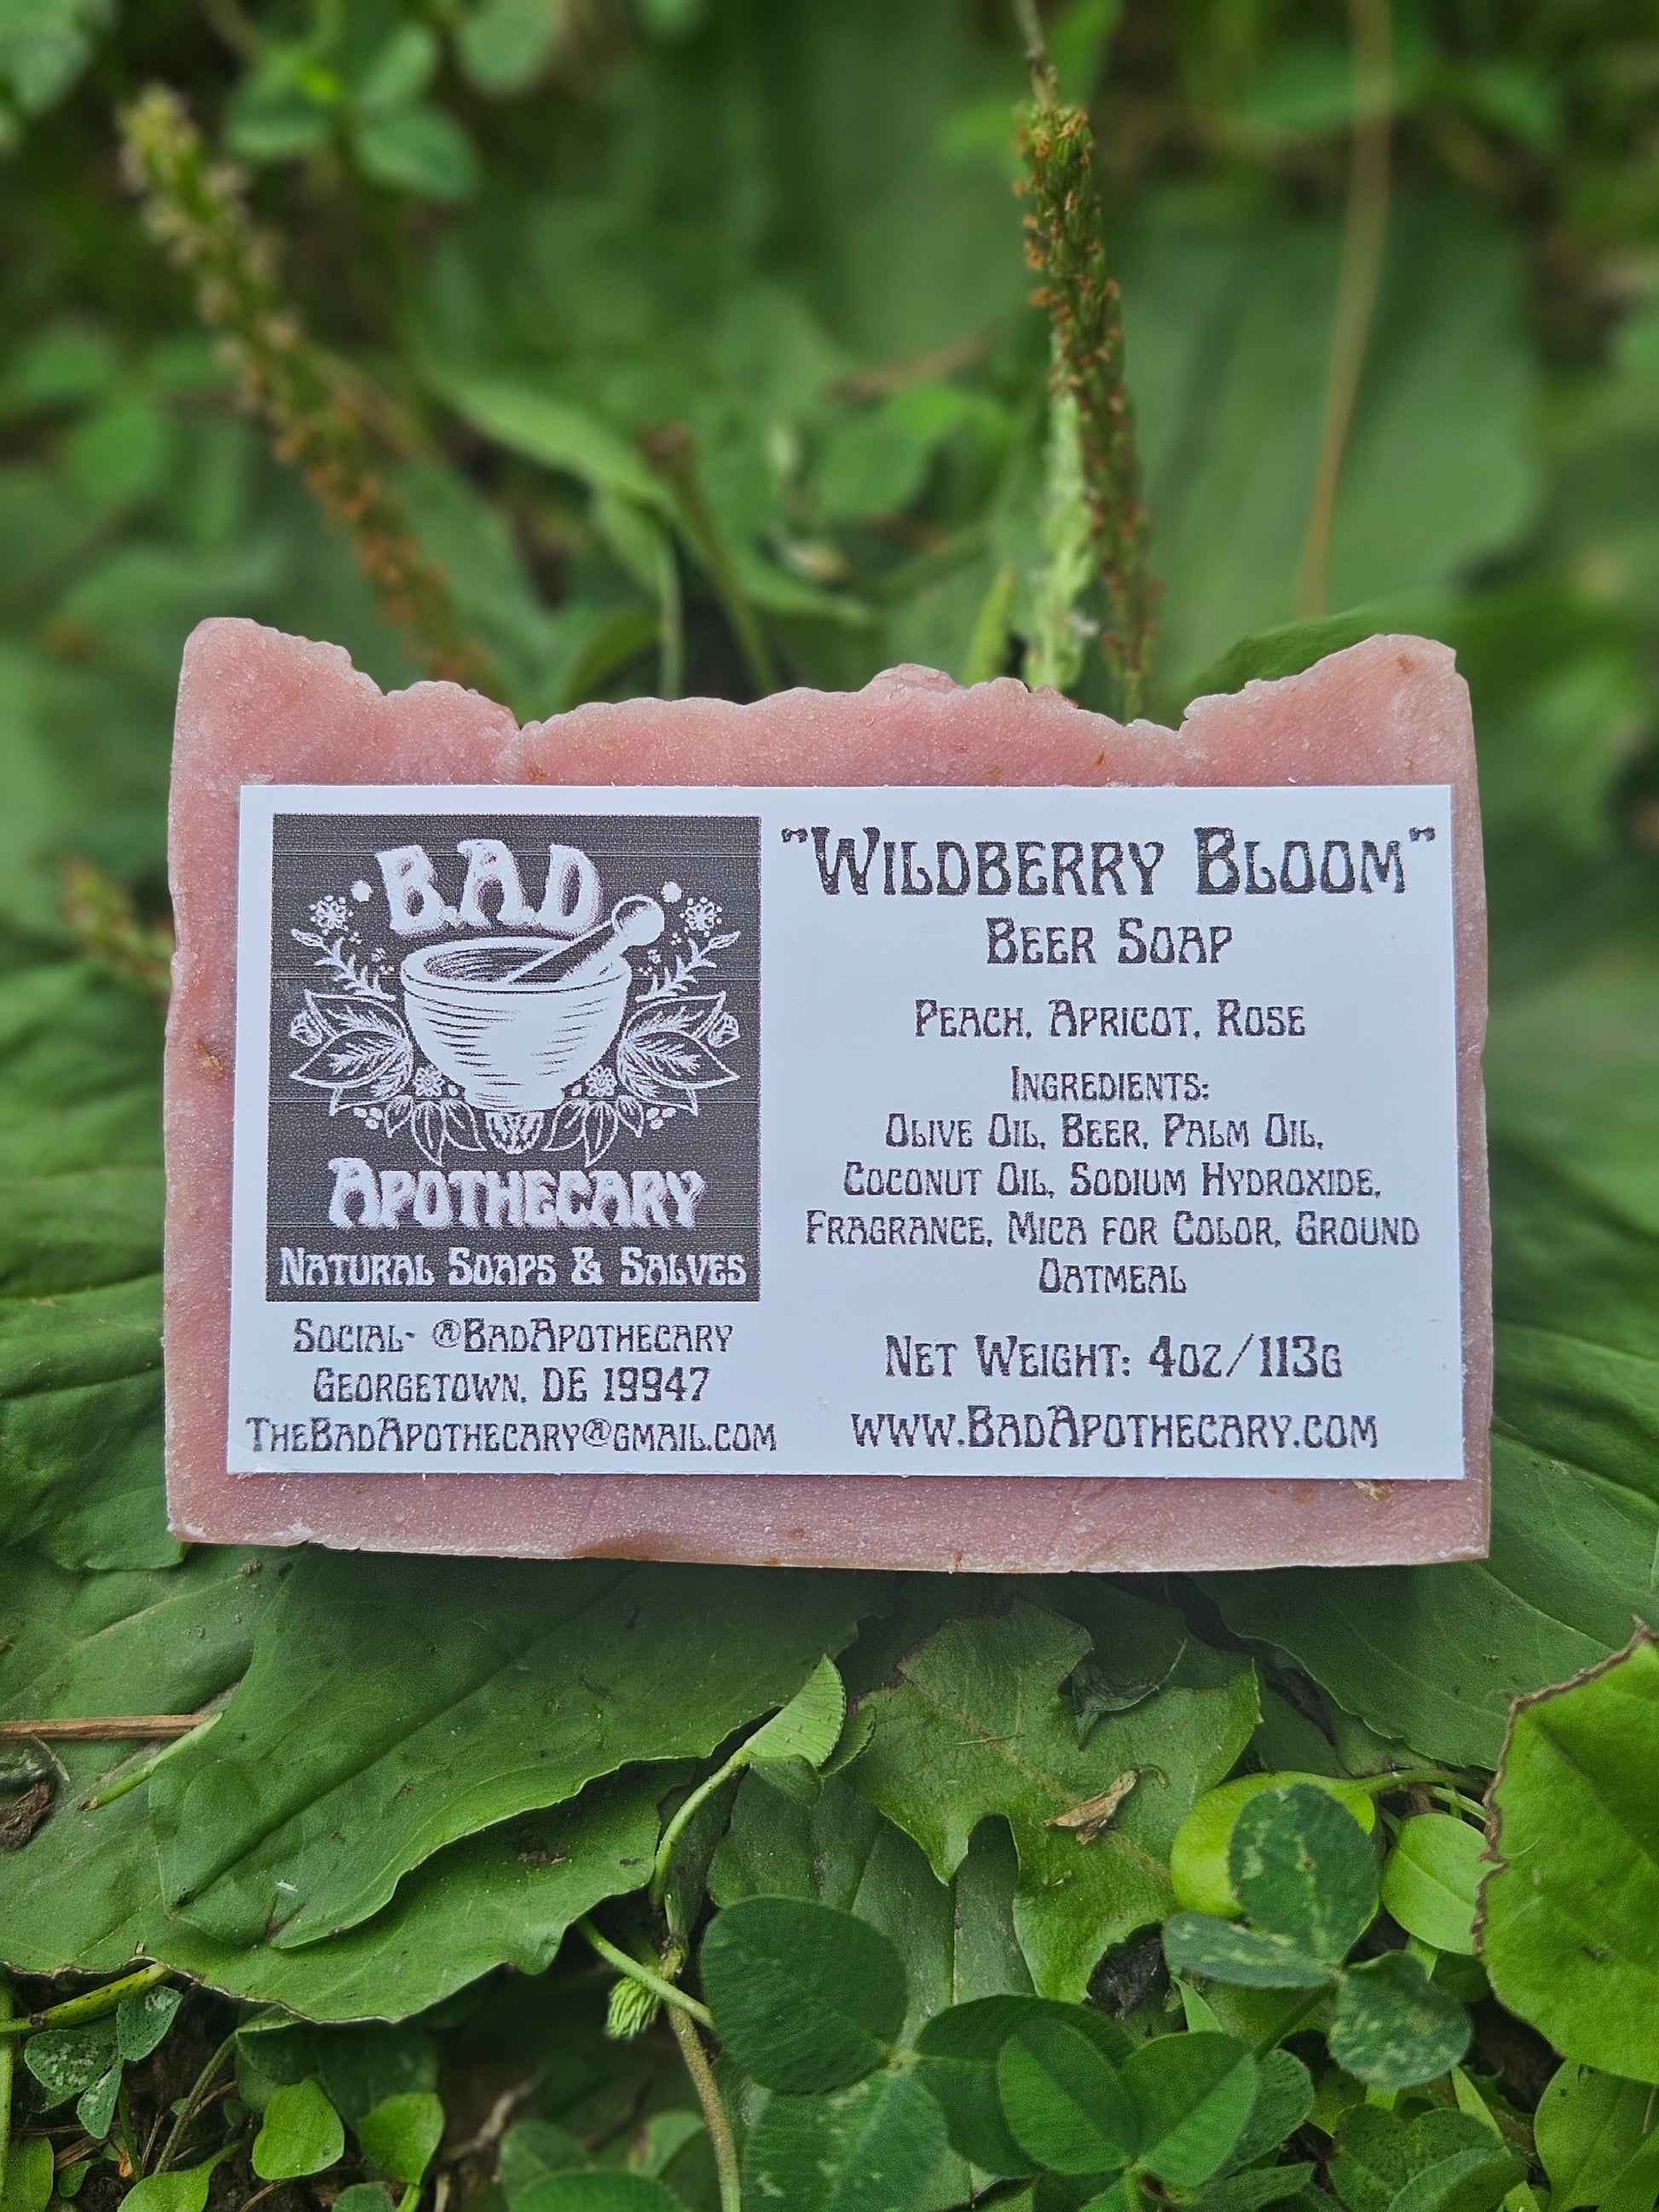 B.A.D
Apothecary
Natural Soaps & Salves
Social- @BadApothecary
Georgetown, DE 19947
TheBadApothecary@gmail.com
"Wildberry Bloom"
Beer Soap
Peach, Apricot, Rose
Ingredients:
Olive Oil, Beer, Palm Oil,
Coconut Oil, Sodium Hydroxide,
Fragrance, Mica for Color, Ground
Oatmeal
Net Weight: 4oz/113g
www.BadApothecary.com